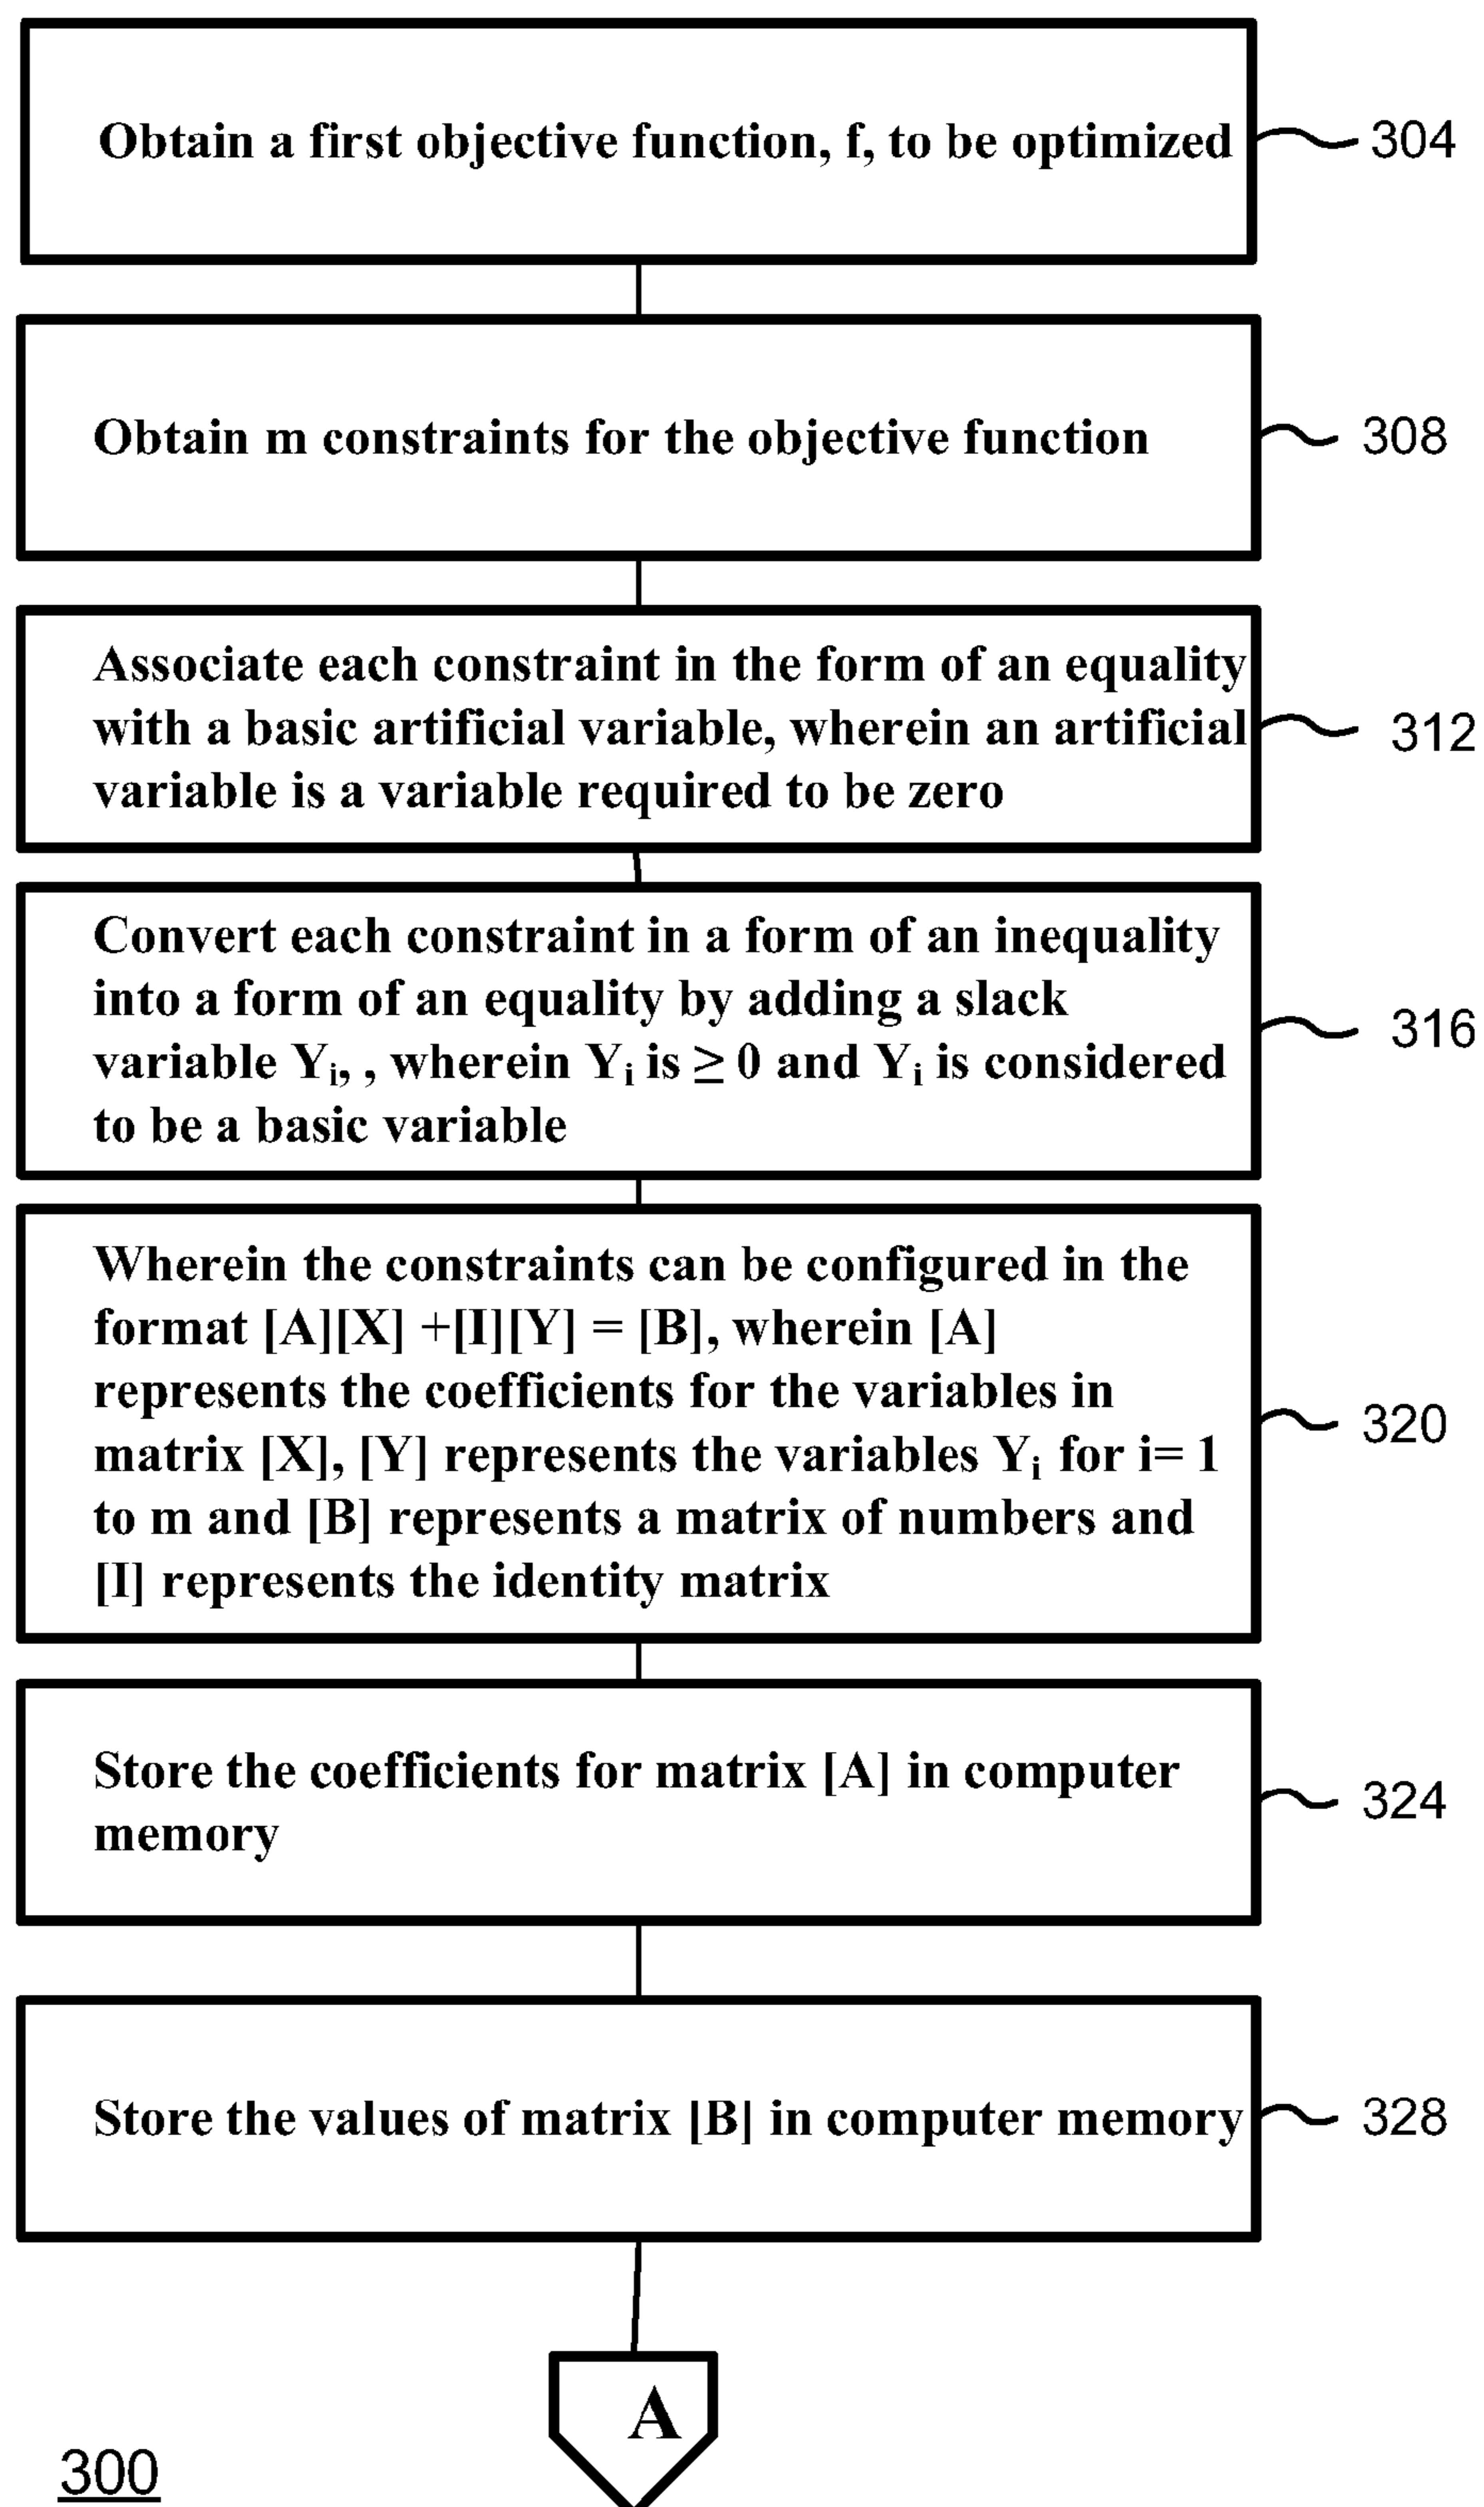 Obtain a first objective function, f, to be optimized
304
Obtain m constraints for the objective function
308
Associate each constraint in the form of an equality
with a basic artificial variable, wherein an artificial
variable is a variable required to be zero
312
Convert each constraint in a form of an inequality
into a form of an equality by adding a slack
variable Yi, , wherein Yi is ≥ 0 and Yi is considered
to be a basic variable
316
Wherein the constraints can be configured in the
format [A][X] +[I][Y] = [B], wherein [A]
represents the coefficients for the variables in
matrix [X], [Y] represents the variables Yi for i= 1
to m and [B] represents a matrix of numbers and
[I] represents the identity matrix
320
Store the coefficients for matrix [A] in computer
memory
324
Store the values of matrix [B] in computer memory
328
A
300